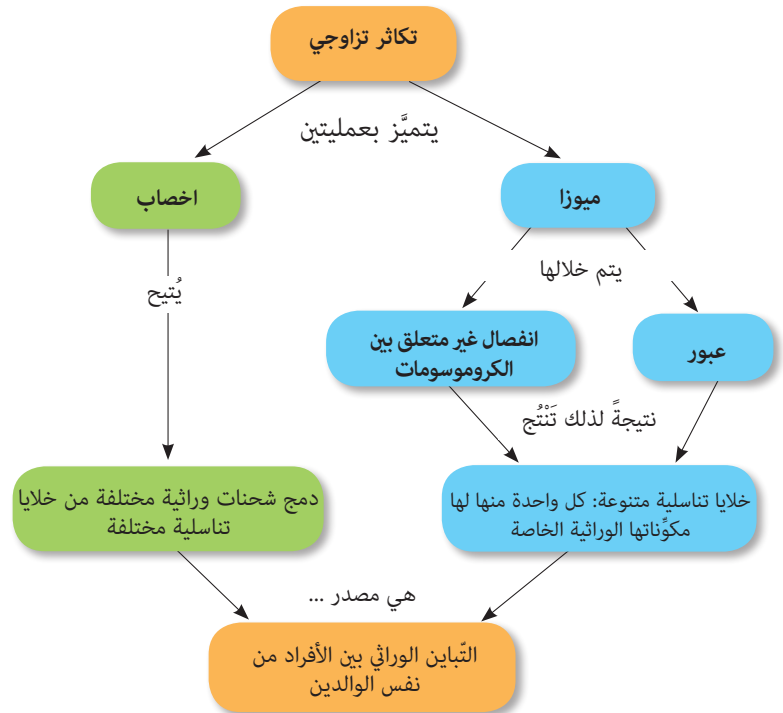 تكاثر تزاوجي
يتميَّز بعمليتين
ميوزا
اخصاب
يتم خلالها
يُتيح
عبور
انفصال غير متعلق بين
الكروموسومات
نتيجةً لذلك تَنْتُج
خلايا تناسلية متنوعة: كل واحدة منها لها
مكوِّناتها الوراثية الخاصة
دمج شحنات وراثية مختلفة من خلايا
تناسلية مختلفة
هي مصدر ...
التّباين الوراثي بين الأفراد من
نفس الوالدين